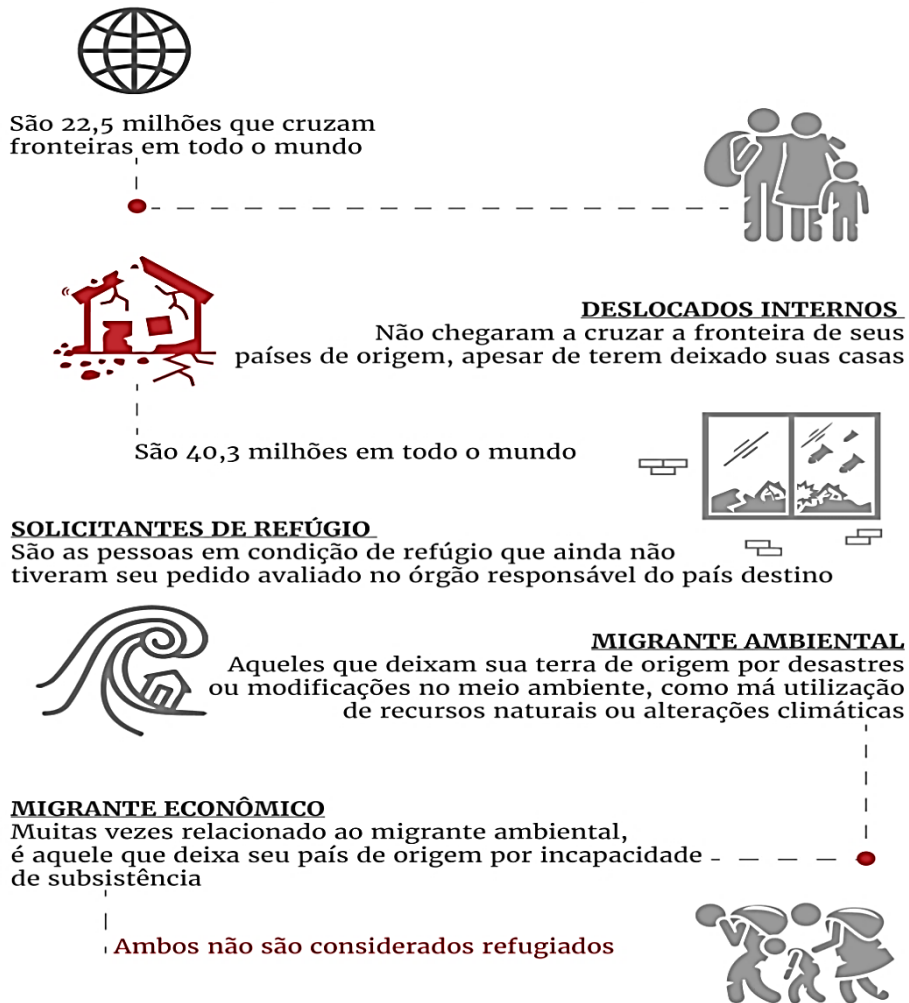 São 22,5 milhões que cruzam
fronteiras em todo o mundo
DESLOCADOS INTERNOS
Não chegaram a cruzar a fronteira de seus
países de origem, apesar de terem deixado suas casas
São 40,3 milhões em todo o mundo
SOLICITANTES DE REFÚGIO
São as pessoas em condição de refúgio que ainda não
tiveram seu pedido avaliado no órgão responsável do país destino
MIGRANTE AMBIENTAL
Aqueles que deixam sua terra de origem por desastres
ou modificações no meio ambiente, como má utilização
de recursos naturais ou alterações climáticas
MIGRANTE ECONÔMICO
Muitas vezes relacionado ao migrante ambiental,
é aquele que deixa seu país de origem por incapacidade
de subsistência
Ambos não são considerados refugiados